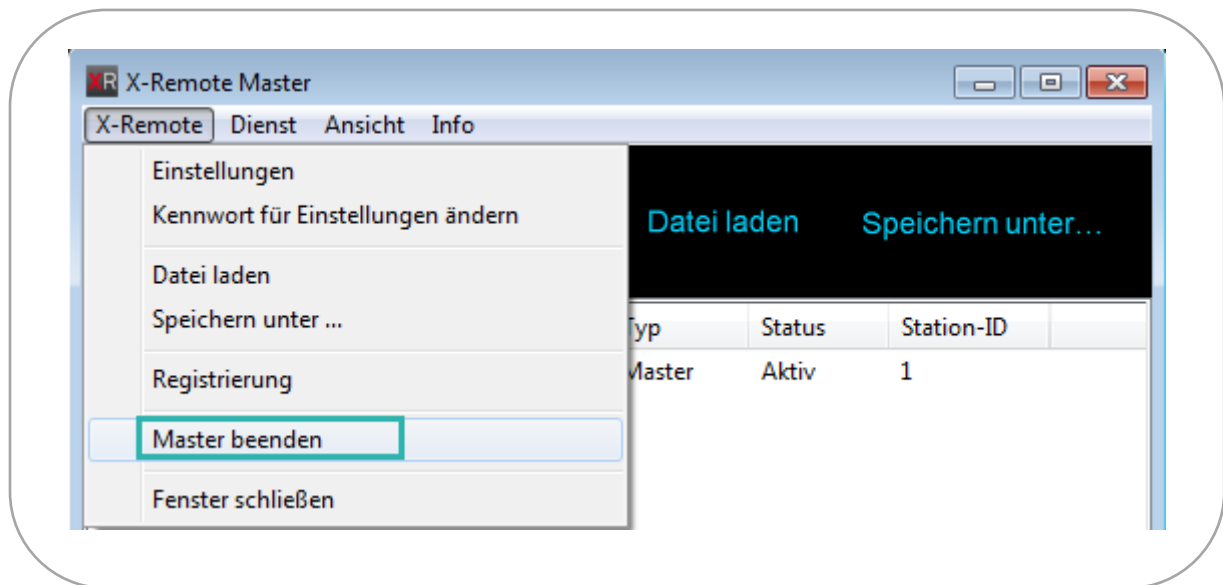 XR X-Remote Master
X-Remote Dienst Ansicht Info
Einstellungen
Kennwort für Einstellungen ändern
Datei laden
Speichern unter ...
Registrierung
Master beenden
Fenster schließen
Datei laden Speichern unter...
Status Station-ID
Master Aktiv 1